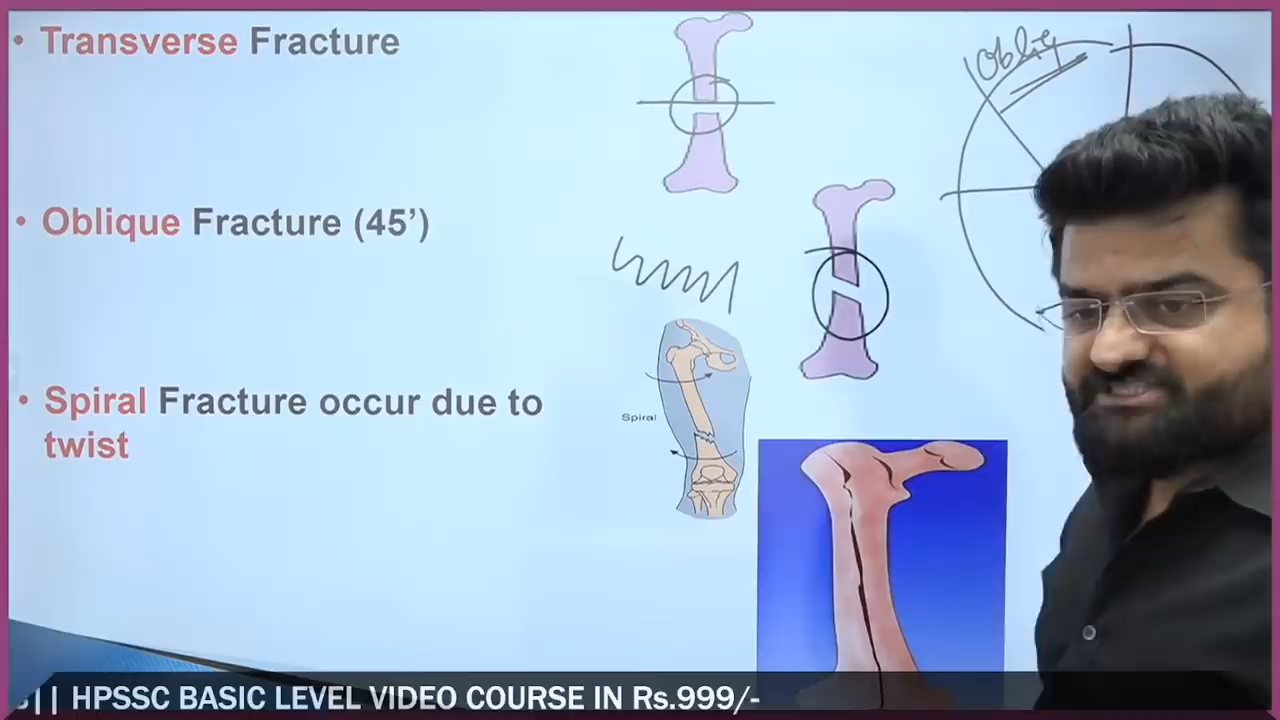 • Transverse Fracture
Obliq
• Oblique Fracture (45’)
• Spiral Fracture occur due to
twist
Spiral
|| HPSSC BASIC LEVEL VIDEO COURSE IN Rs.999/-